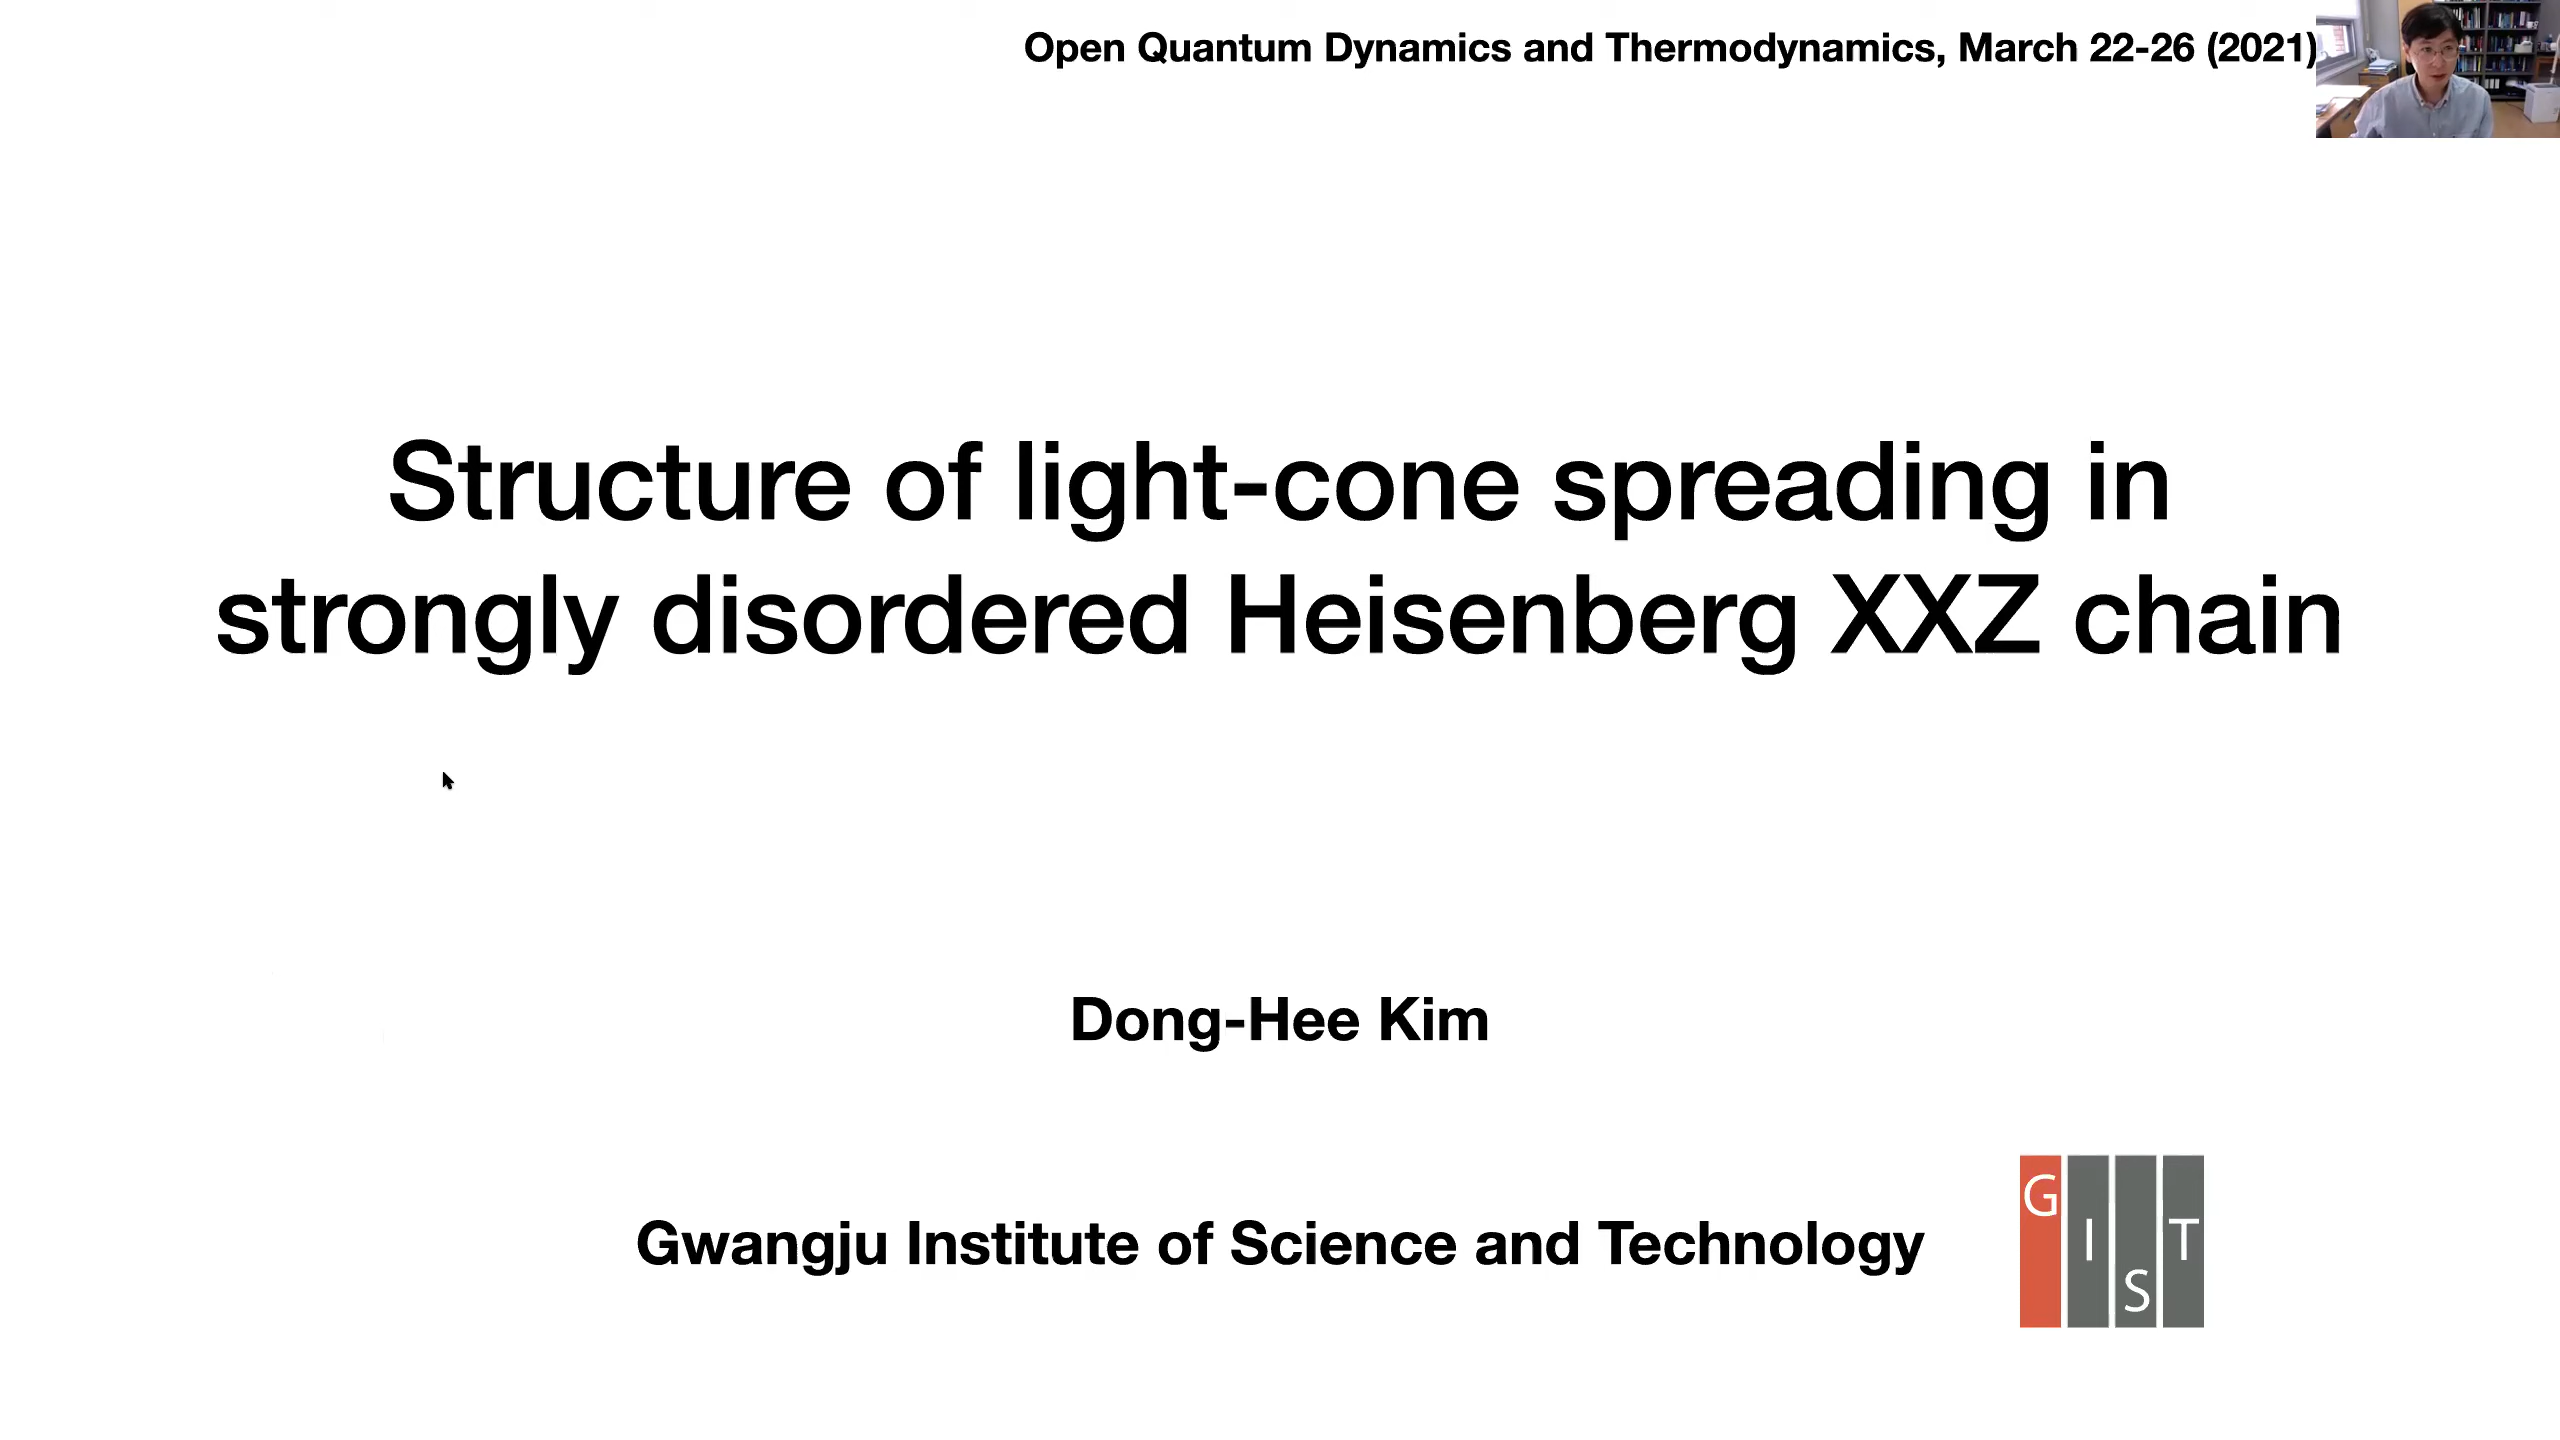 Open Quantum Dynamics and Thermodynamics, March 22-26 (2021)
Structure of light-cone spreading in
strongly disordered Heisenberg XXZ chain
Dong-Hee Kim
Gwangju Institute of Science and Technology
GIST